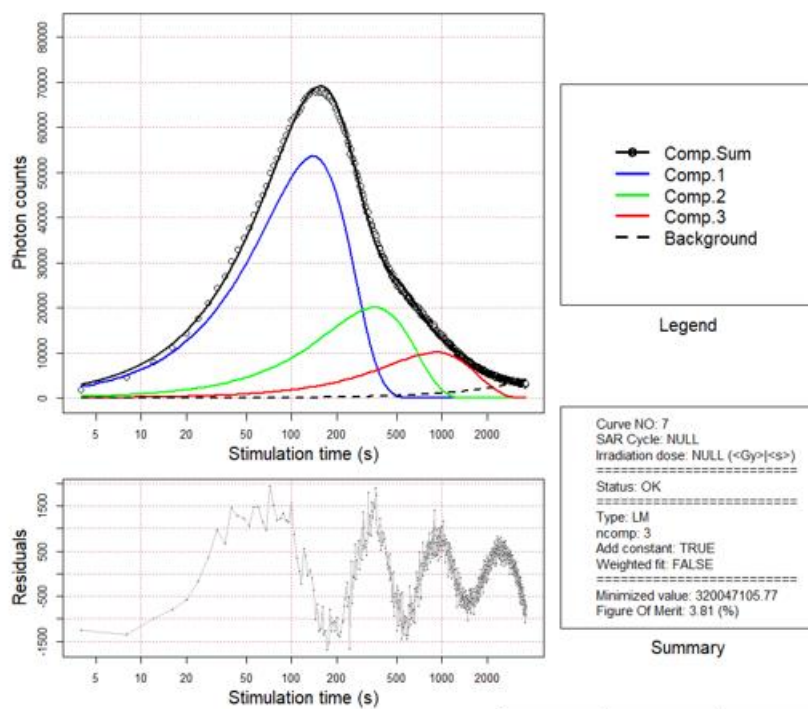 80000
70000
60000
50000
40000
30000
20000
10000
0
Photon counts
5 10 20 50 100 200 500 1000 2000
Stimulation time (s)
Comp.Sum
Comp.1
Comp.2
Comp.3
Background
Legend
1500
500
-500
-1500
Residuals
5 10 20 50 100 200 500 1000 2000
Stimulation time (s)
Curve NO: 7
SAR Cycle: NULL
Irradiation dose: NULL (<Gy>|<s>)
=========================
Status: OK
=========================
Type: LM
ncomp: 3
Add constant: TRUE
Weighted fit: FALSE
=========================
Minimized value: 320047105.77
Figure Of Merit: 3.81 (%)
Summary